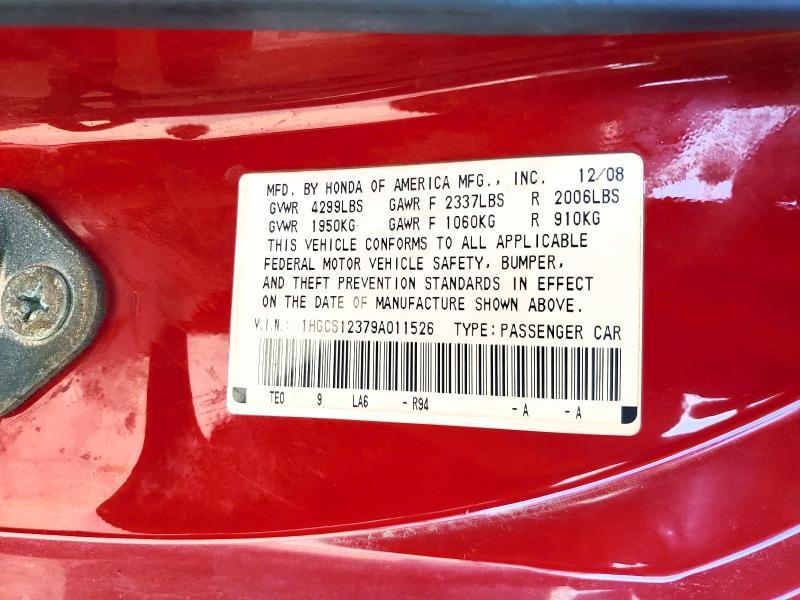 MFD. BY HONDA OF AMERICA MFG., INC. 12/08
GVWR 4299LBS GAWR F 2337LBS R 2006LBS
GVWR 1950KG GAWR F 1060KG R 910KG
THIS VEHICLE CONFORMS TO ALL APPLICABLE
FEDERAL MOTOR VEHICLE SAFETY, BUMPER,
AND THEFT PREVENTION STANDARDS IN EFFECT
ON THE DATE OF MANUFACTURE SHOWN ABOVE.
V.I.N.: 1HGCS12379A011526 TYPE:PASSENGER CAR
TE0 9 LA6 -R94 -A -A